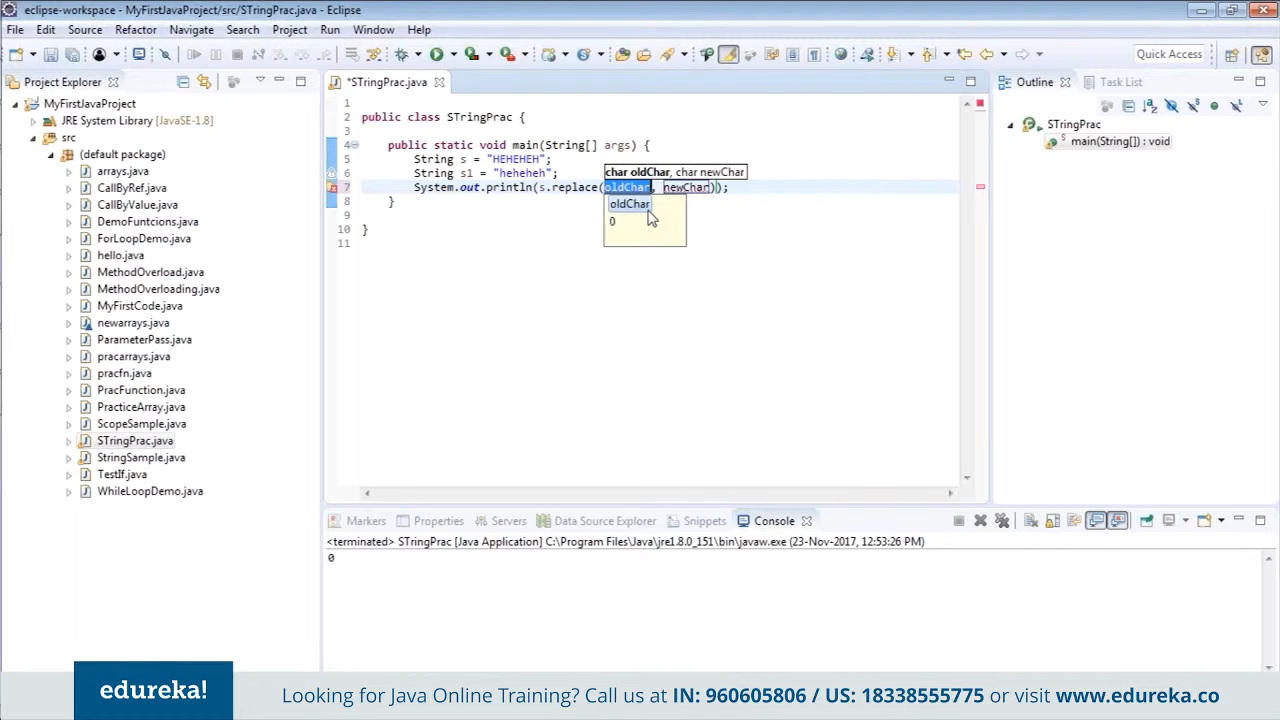 eclipse-workspace - MyFirstJavaProject/src/STringPrac.java - Eclipse
File Edit Source Refactor Navigate Search Project Run Window Help
Quick Access
Project Explorer
*STringPrac.java
Outline
Task List
MyFirstJavaProject
JRE System Library [JavaSE-1.8]
src
(default package)
arrays.java
CallByRef.java
CallByValue.java
DemoFuntcions.java
ForLoopDemo.java
hello.java
MethodOverload.java
MethodOverloading.java
MyFirstCode.java
newarrays.java
ParameterPass.java
pracarrays.java
pracfn.java
PracFunction.java
PracticeArray.java
ScopeSample.java
STringPrac.java
StringSample.java
TestIf.java
WhileLoopDemo.java
1
2 public class STringPrac {
3
4 public static void main(String[] args) {
5 String s = "HEHEHEH";
6 String s1 = "heheheh";
char oldChar, char newChar
7 System.out.println(s.replace(oldChar, newChar));
8 }
oldChar
0
9
10 }
11
STringPrac
main(String[]) : void
Markers Properties Servers Data Source Explorer Snippets Console
<terminated> STringPrac [Java Application] C:\Program Files\Java\jre1.8.0_151\bin\javaw.exe (23-Nov-2017, 12:53:26 PM)
0
edureka!
Looking for Java Online Training? Call us at IN: 960605806 / US: 18338555775 or visit www.edureka.co